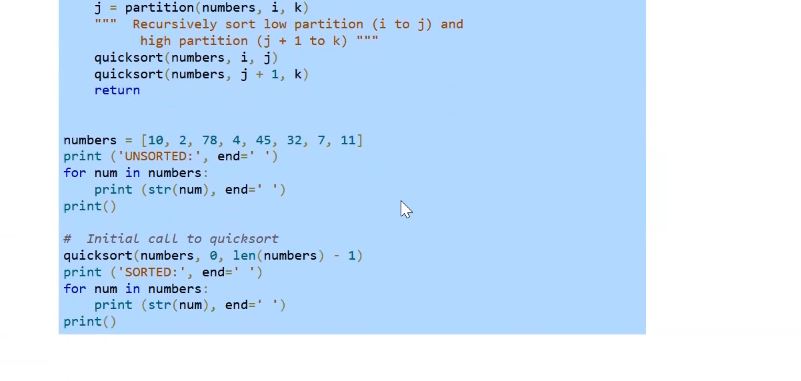 j = partition(numbers, i, k)
""" Recursively sort low partition (i to j) and
high partition (j + 1 to k) """
quicksort(numbers, i, j)
quicksort(numbers, j + 1, k)
return
numbers = [10, 2, 78, 4, 45, 32, 7, 11]
print ('UNSORTED:', end=' ')
for num in numbers:
print (str(num), end=' ')
print()
# Initial call to quicksort
quicksort(numbers, 0, len(numbers) - 1)
print ('SORTED:', end=' ')
for num in numbers:
print (str(num), end=' ')
print()